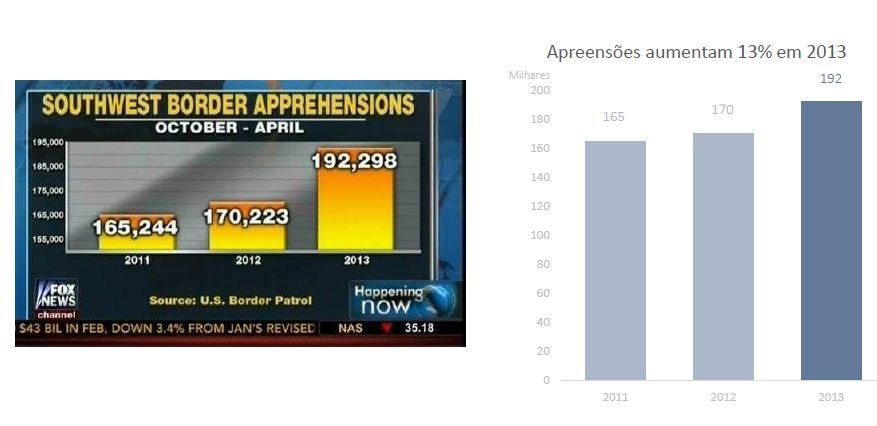 SOUTHWEST BORDER APPREHENSIONS
OCTOBER - APRIL
195,000
185,000
175,000
165,000
155,000
165,244
170,223
192,298
2011
2012
2013
FOX
NEWS
channel
Source: U.S. Border Patrol
Happening
now
$43 BIL IN FEB, DOWN 3.4% FROM JAN'S REVISED
NAS
35.18
Apreensões aumentam 13% em 2013
Milhares
200
180
160
140
120
100
80
60
40
20
0
165
170
192
2011
2012
2013